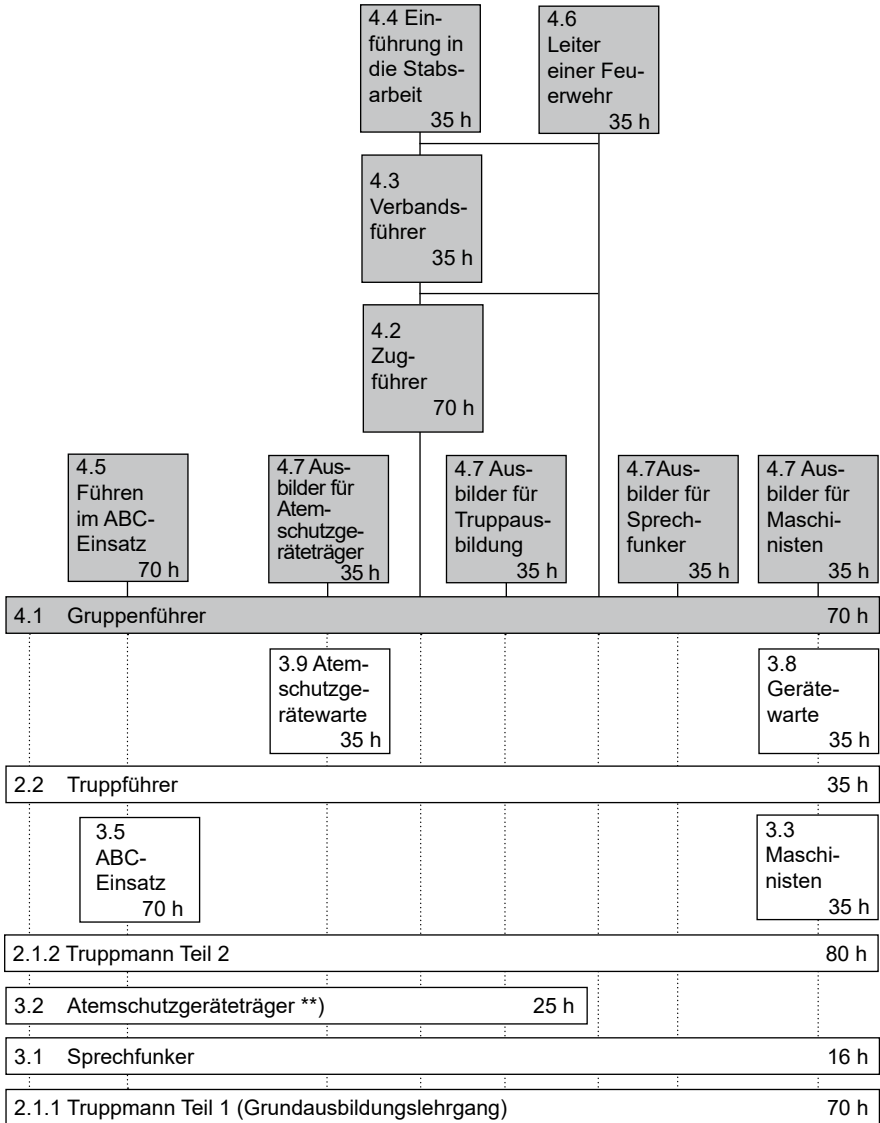 4.4 Ein-
führung in
die Stabs-
arbeit
35 h
4.6
Leiter
einer Feu-
erwehr
35 h
4.3
Verbands-
führer
35 h
4.2
Zug-
führer
70 h
4.5
Führen
im ABC-
Einsatz
70 h
4.7 Aus-
bilder für
Atem-
schutzge-
räteträger
35 h
4.7 Aus-
bilder für
Truppaus-
bildung
35 h
4.7Aus-
bilder für
Sprech-
funker
35 h
4.7 Aus-
bilder für
Maschi-
nisten
35 h
4.1 Gruppenführer 70 h
3.9 Atem-
schutzge-
rätewarte
35 h
3.8
Geräte-
warte
35 h
2.2 Truppführer 35 h
3.5
ABC-
Einsatz
70 h
3.3
Maschi-
nisten
35 h
2.1.2 Truppmann Teil 2 80 h
3.2 Atemschutzgeräteträger **) 25 h
3.1 Sprechfunker 16 h
2.1.1 Truppmann Teil 1 (Grundausbildungslehrgang) 70 h